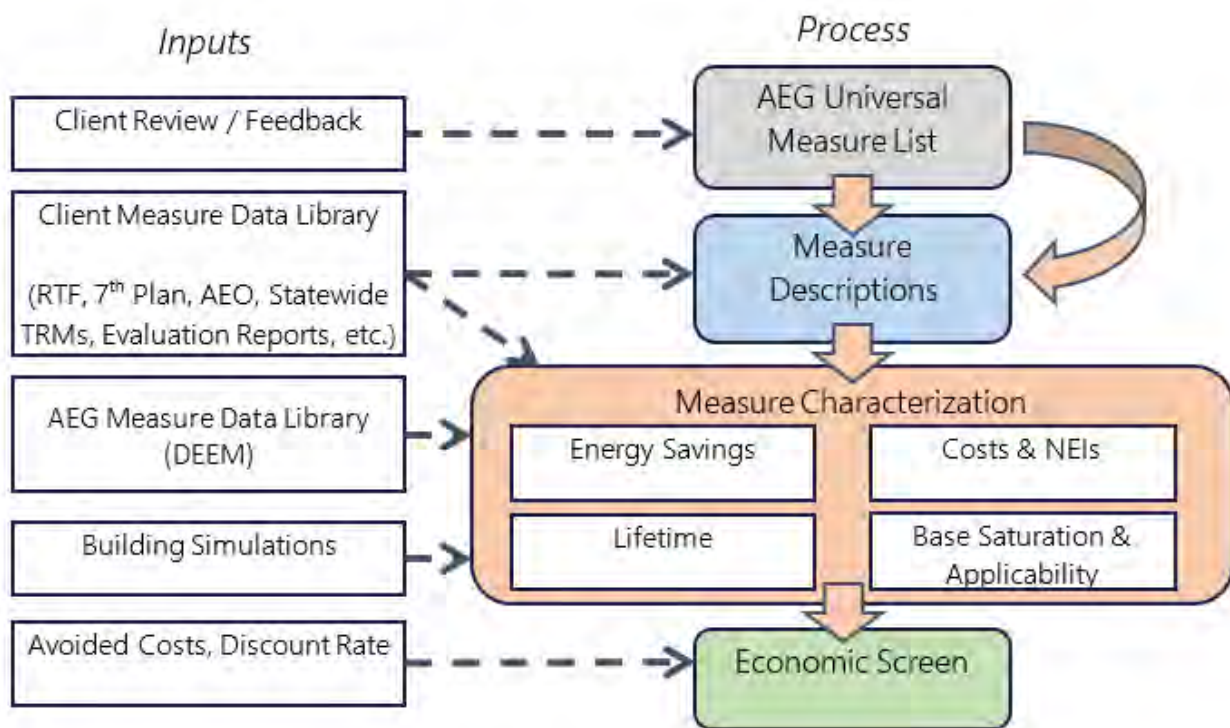 Inputs
Process
Client Review / Feedback
AEG Universal
Measure List
Client Measure Data Library
(RTF, 7th Plan, AEO, Statewide
TRMs, Evaluation Reports, etc.)
Measure
Descriptions
AEG Measure Data Library
(DEEM)
Measure Characterization
Energy Savings
Costs & NEIs
Building Simulations
Lifetime
Base Saturation &
Applicability
Avoided Costs, Discount Rate
Economic Screen